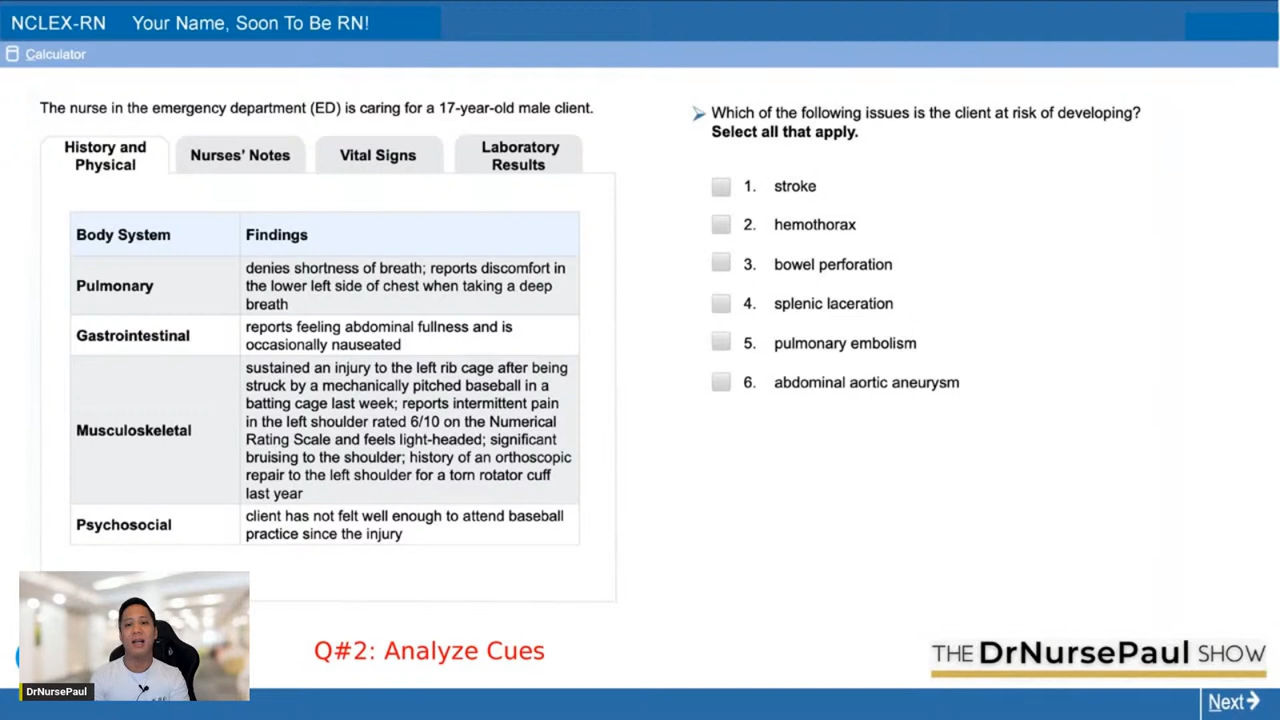 NCLEX-RN Your Name, Soon To Be RN!
Calculator
The nurse in the emergency department (ED) is caring for a 17-year-old male client.
History and
Physical
Nurses' Notes
Vital Signs
Laboratory
Results
Body System Findings
Pulmonary
denies shortness of breath; reports discomfort in
the lower left side of chest when taking a deep
breath
Gastrointestinal
reports feeling abdominal fullness and is
occasionally nauseated
Musculoskeletal
sustained an injury to the left rib cage after being
struck by a mechanically pitched baseball in a
batting cage last week; reports intermittent pain
in the left shoulder rated 6/10 on the Numerical
Rating Scale and feels light-headed; significant
bruising to the shoulder; history of an orthoscopic
repair to the left shoulder for a torn rotator cuff
last year
Psychosocial
client has not felt well enough to attend baseball
practice since the injury
Which of the following issues is the client at risk of developing?
Select all that apply.
1. stroke
2. hemothorax
3. bowel perforation
4. splenic laceration
5. pulmonary embolism
6. abdominal aortic aneurysm
DrNursePaul
Q#2: Analyze Cues
THE DrNursePaul SHOW
Next